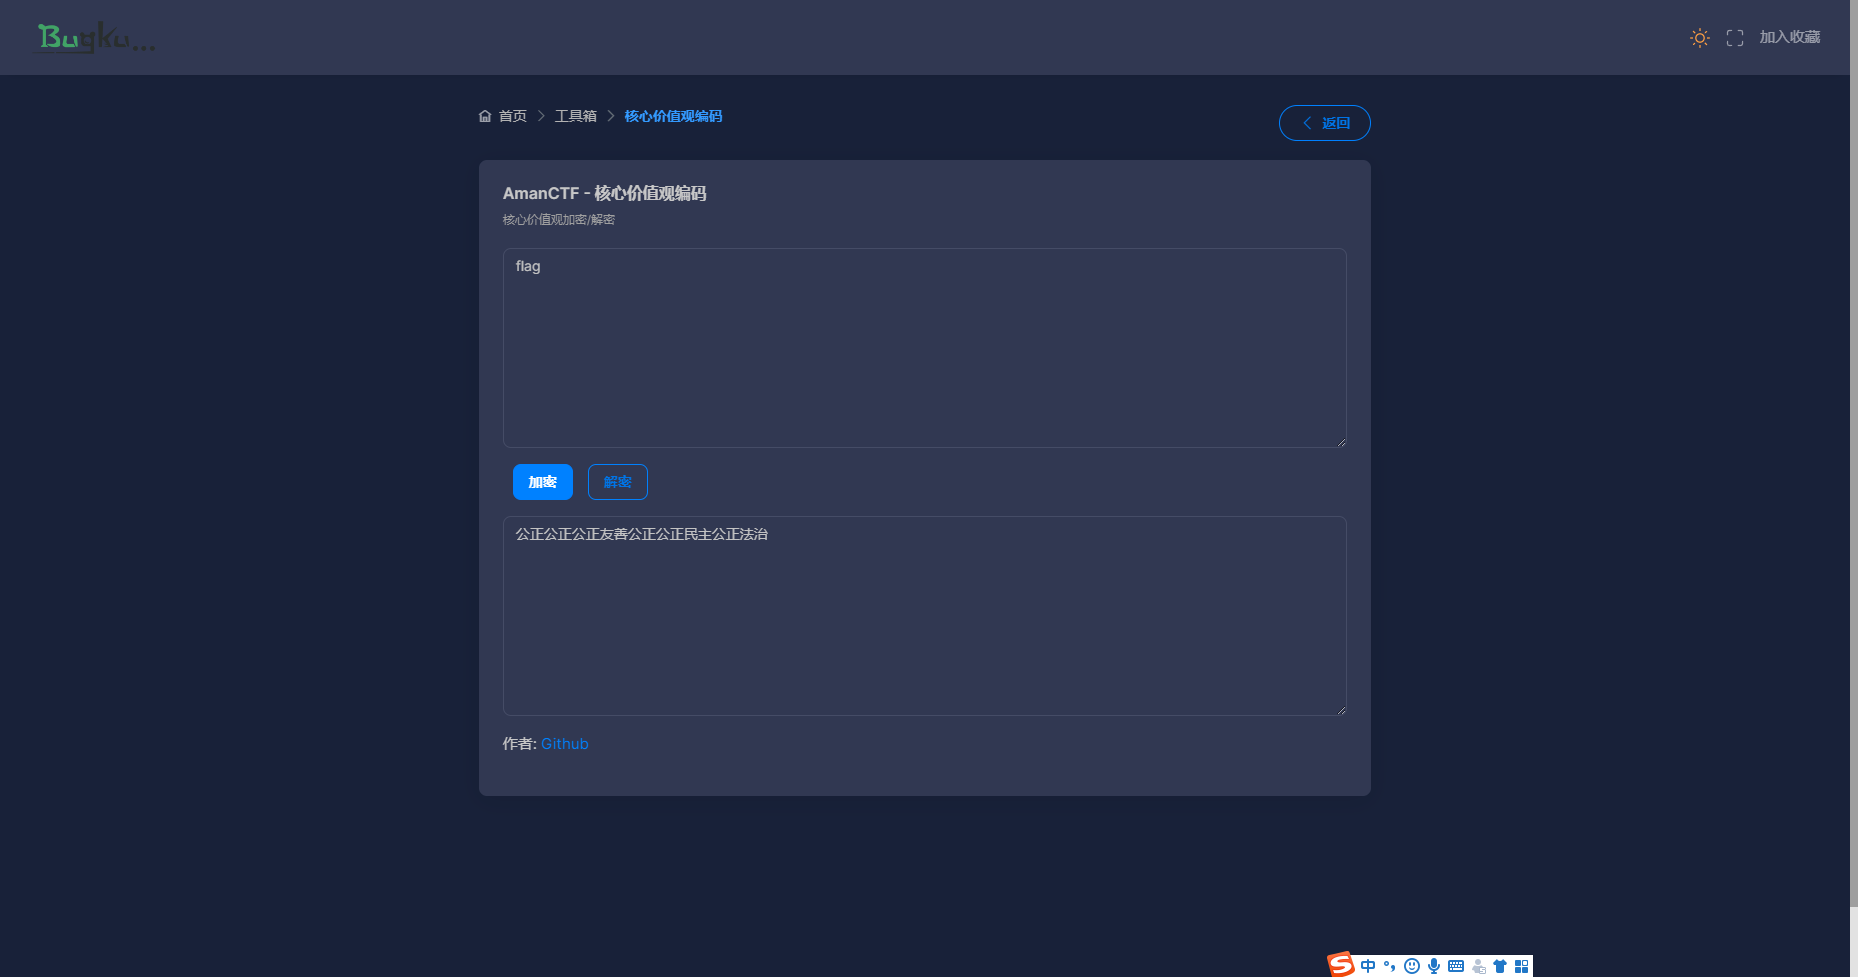 Bugku...
加入收藏
首页 > 工具箱 > 核心价值观编码
返回
AmanCTF - 核心价值观编码
核心价值观加密/解密
flag
加密 解密
公正公正公正友善公正公正民主公正法治
作者: Github
S 中